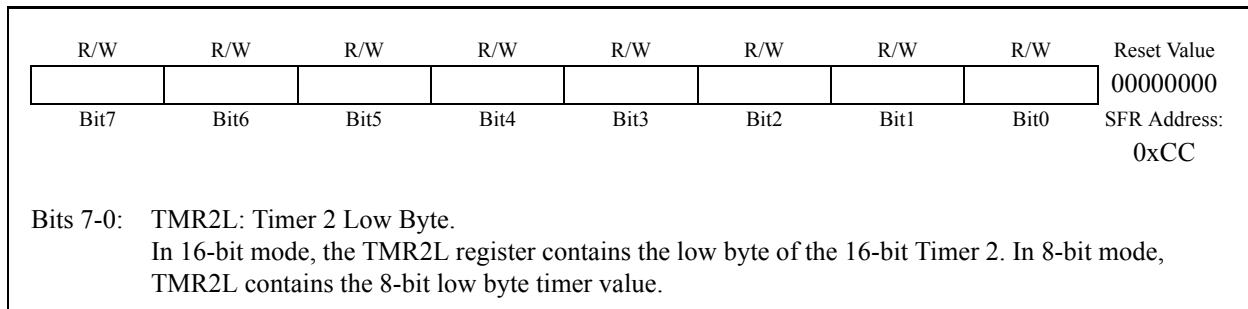 R/W R/W R/W R/W R/W R/W R/W R/W Reset Value
00000000
Bit7 Bit6 Bit5 Bit4 Bit3 Bit2 Bit1 Bit0 SFR Address:
0xCC
Bits 7-0: TMR2L: Timer 2 Low Byte.
In 16-bit mode, the TMR2L register contains the low byte of the 16-bit Timer 2. In 8-bit mode,
TMR2L contains the 8-bit low byte timer value.